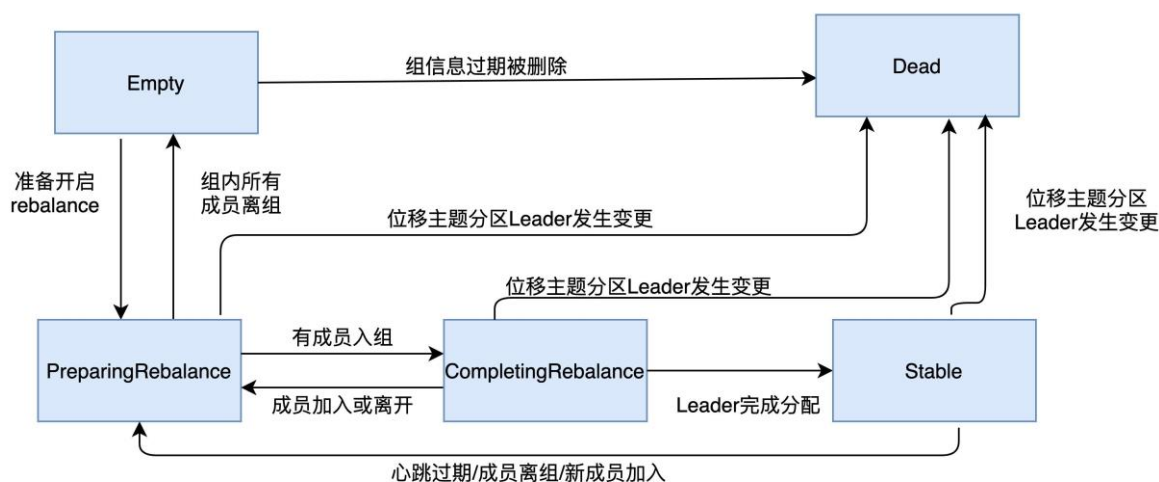 Empty
组信息过期被删除
Dead
准备开启
rebalance
组内所有
成员离组
位移主题分区Leader发生变更
位移主题分区
Leader发生变更
位移主题分区Leader发生变更
PreparingRebalance
有成员入组
成员加入或离开
CompletingRebalance
Leader完成分配
Stable
心跳过期/成员离组/新成员加入